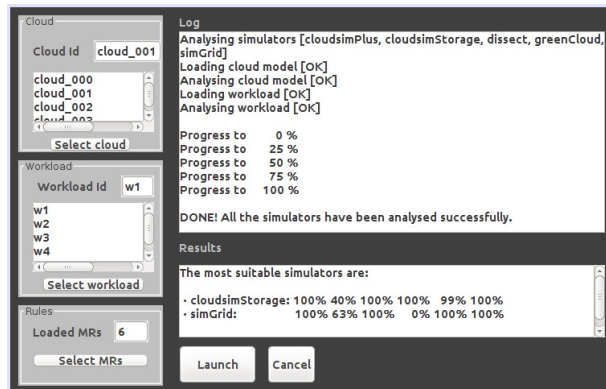 Cloud
Cloud Id cloud_001
cloud_000
cloud_001
cloud_002
cloud_003
Select cloud
Workload
Workload Id w1
w1
w2
w3
w4
Select workload
Rules
Loaded MRs 6
Select MRs
Log
Analysing simulators [cloudsimPlus, cloudsimStorage, dissect, greenCloud,
simGrid]
Loading cloud model [OK]
Analysing cloud model [OK]
Loading workload [OK]
Analysing workload [OK]
Progress to 0 %
Progress to 25 %
Progress to 50 %
Progress to 75 %
Progress to 100 %
DONE! All the simulators have been analysed successfully.
Results
The most suitable simulators are:
· cloudsimStorage: 100% 40% 100% 100% 99% 100%
· simGrid: 100% 63% 100% 0% 100% 100%
Launch Cancel